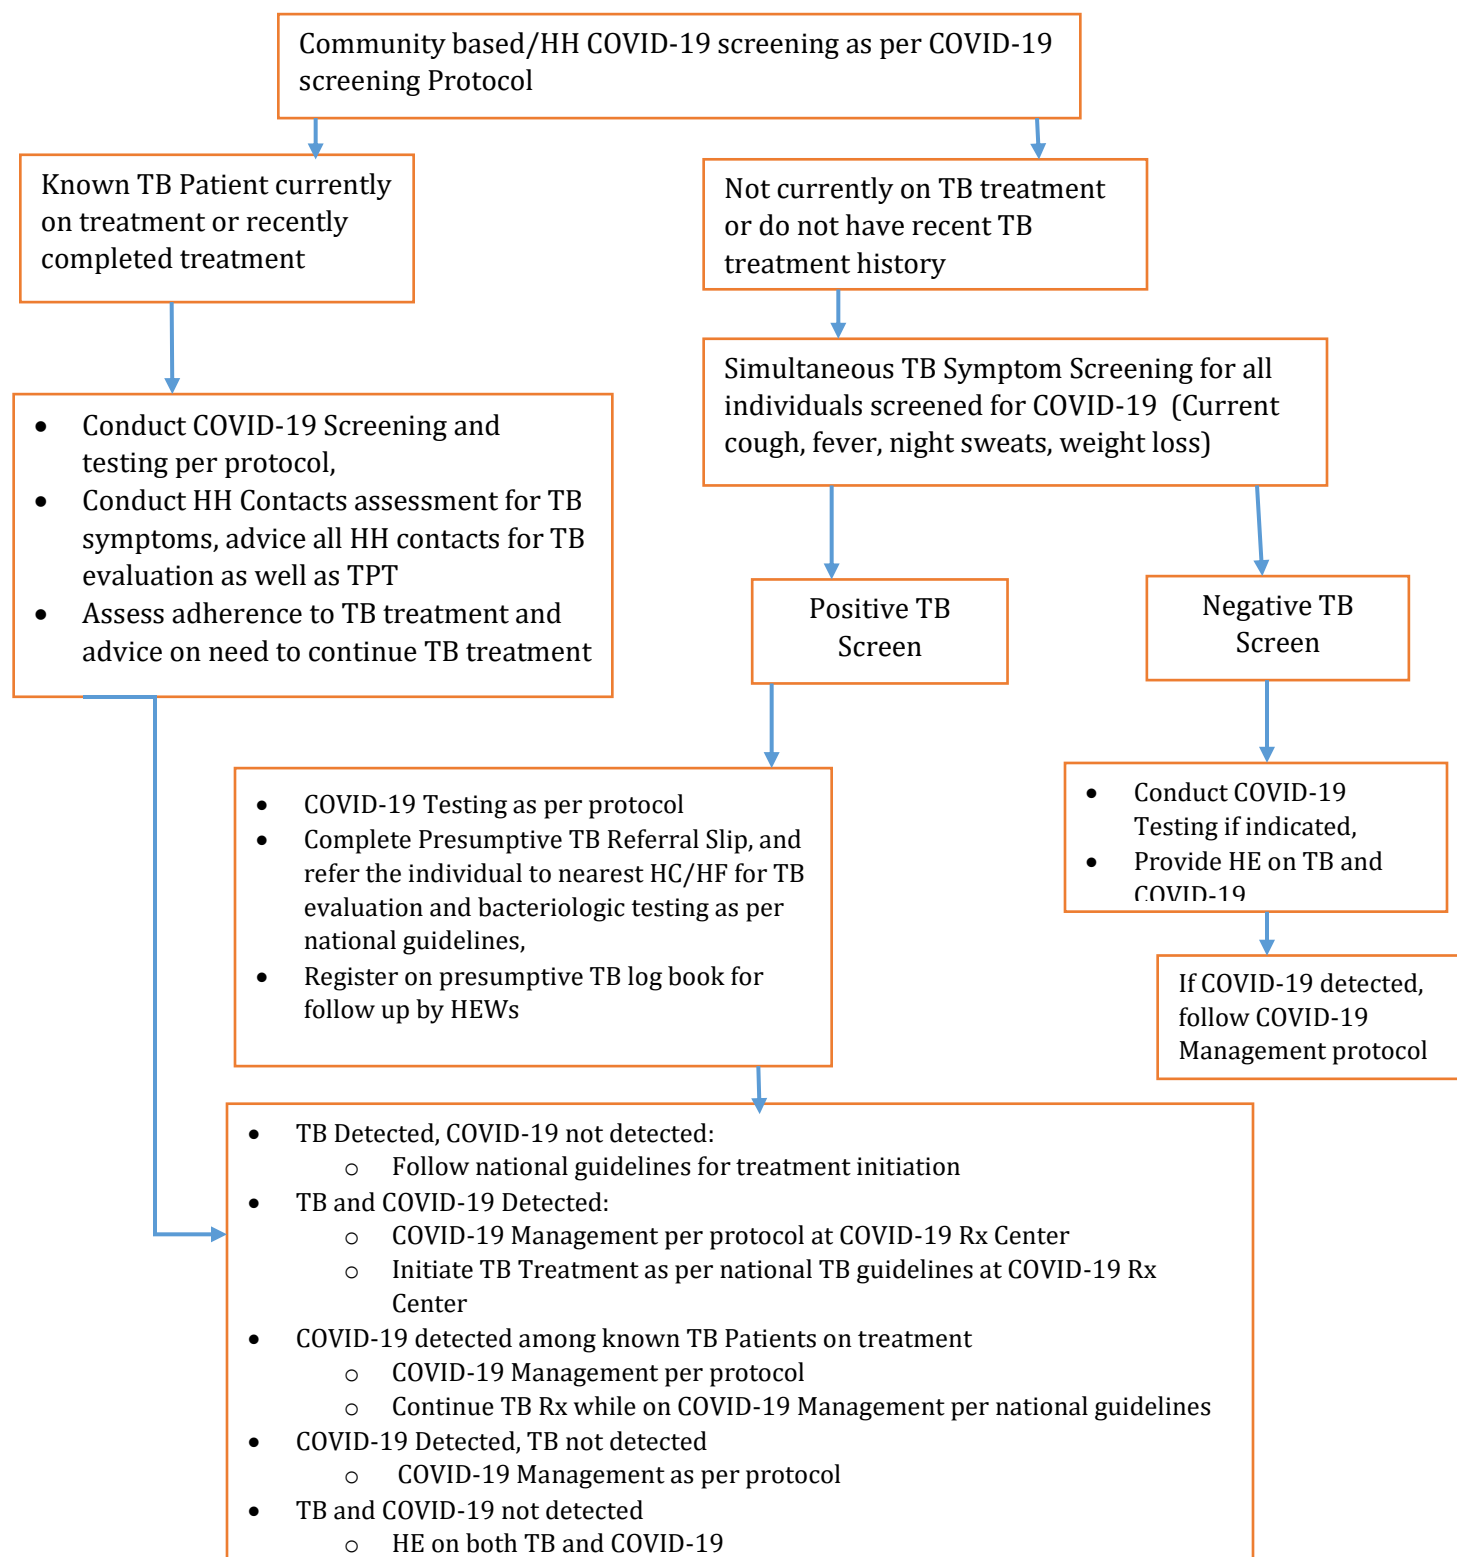 Community based/HH COVID-19 screening as per COVID-19
screening Protocol
Known TB Patient currently
on treatment or recently
completed treatment
Not currently on TB treatment
or do not have recent TB
treatment history
Simultaneous TB Symptom Screening for all
individuals screened for COVID-19 (Current
cough, fever, night sweats, weight loss)
• Conduct COVID-19 Screening and
testing per protocol,
• Conduct HH Contacts assessment for TB
symptoms, advice all HH contacts for TB
evaluation as well as TPT
• Assess adherence to TB treatment and
advice on need to continue TB treatment
Positive TB
Screen
Negative TB
Screen
• COVID-19 Testing as per protocol
• Complete Presumptive TB Referral Slip, and
refer the individual to nearest HC/HF for TB
evaluation and bacteriologic testing as per
national guidelines,
• Register on presumptive TB log book for
follow up by HEWs
• Conduct COVID-19
Testing if indicated,
• Provide HE on TB and
COVID-19
If COVID-19 detected,
follow COVID-19
Management protocol
• TB Detected, COVID-19 not detected:
o Follow national guidelines for treatment initiation
• TB and COVID-19 Detected:
o COVID-19 Management per protocol at COVID-19 Rx Center
o Initiate TB Treatment as per national TB guidelines at COVID-19 Rx
Center
• COVID-19 detected among known TB Patients on treatment
o COVID-19 Management per protocol
o Continue TB Rx while on COVID-19 Management per national guidelines
• COVID-19 Detected, TB not detected
o COVID-19 Management as per protocol
• TB and COVID-19 not detected
o HE on both TB and COVID-19